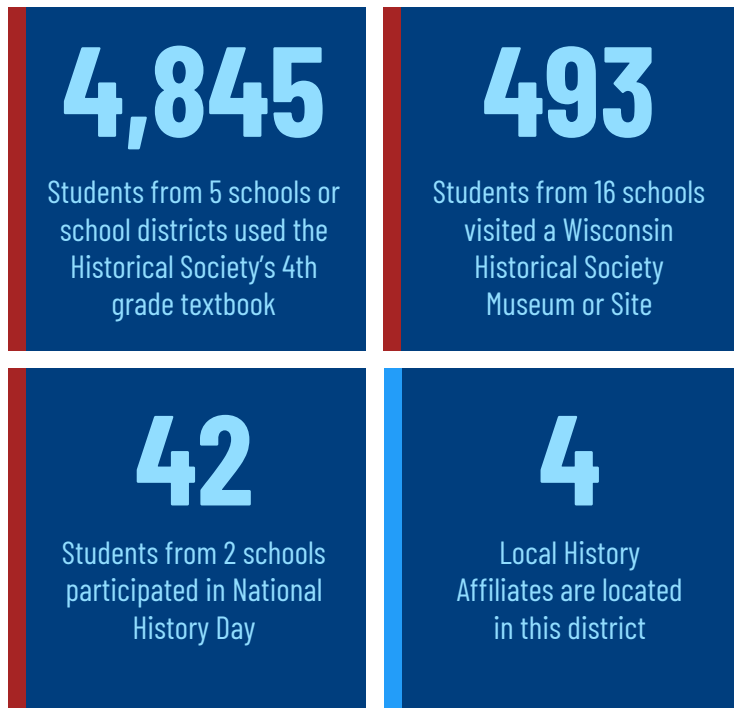 4,845
Students from 5 schools or
school districts used the
Historical Society’s 4th
grade textbook
493
Students from 16 schools
visited a Wisconsin
Historical Society
Museum or Site
42
Students from 2 schools
participated in National
History Day
4
Local History
Affiliates are located
in this district